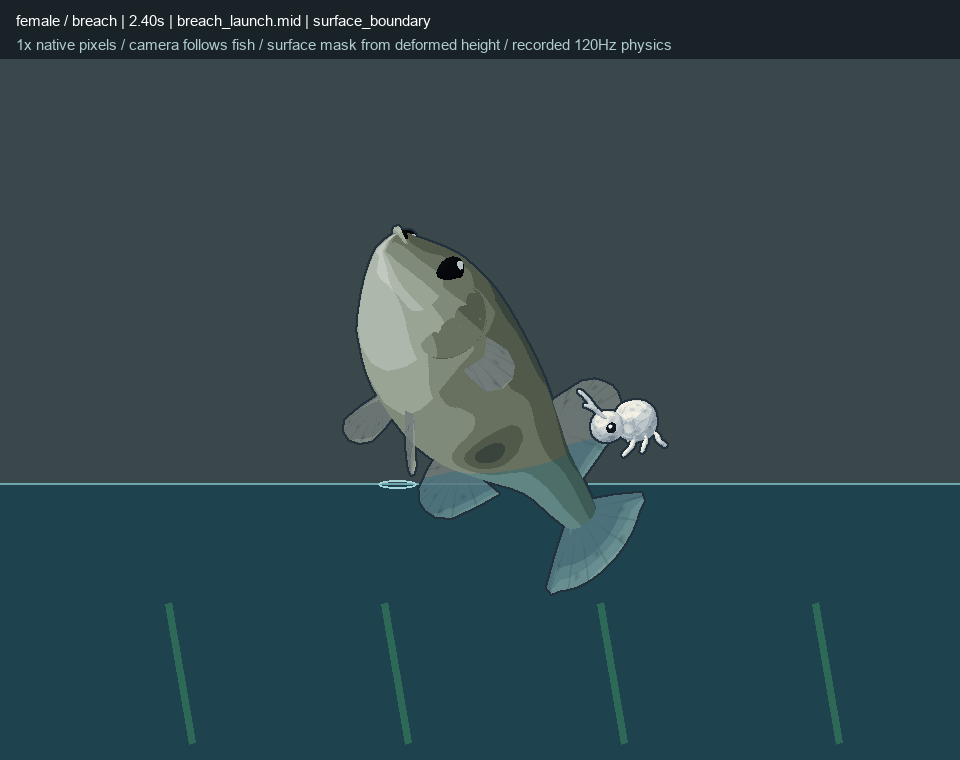 female / breach | 2.40s | breach_launch.mid | surface_boundary
1x native pixels / camera follows fish / surface mask from deformed height / recorded 120Hz physics